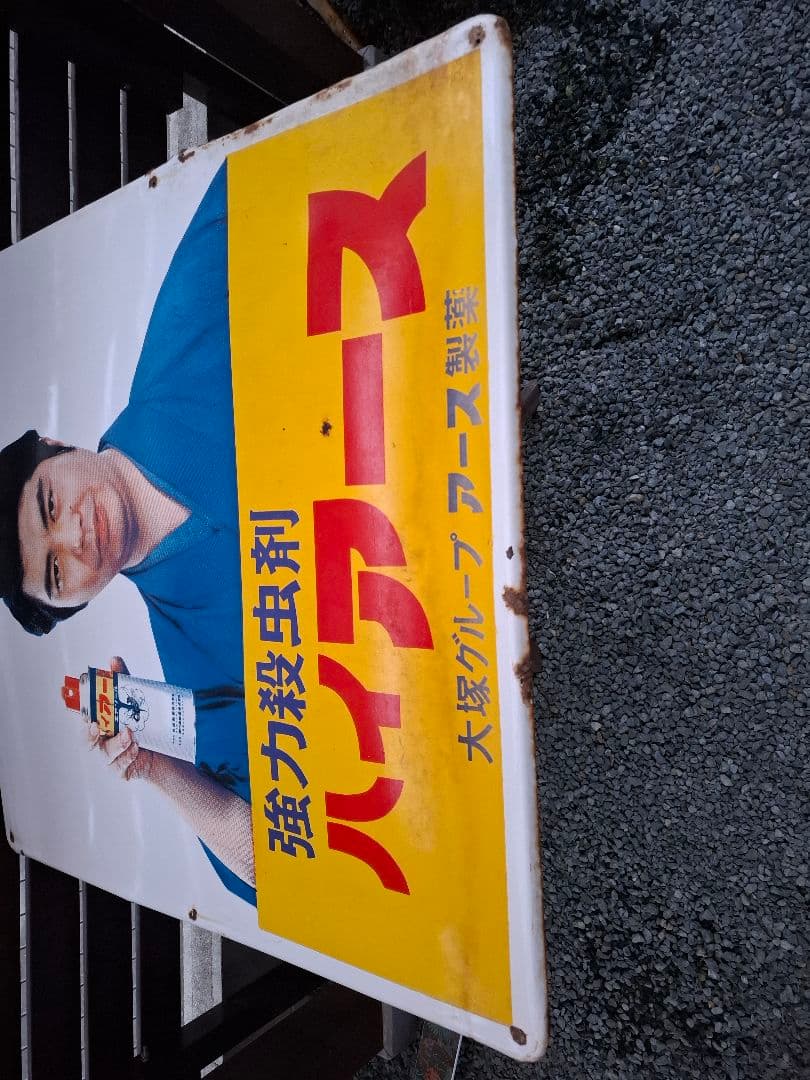 強力殺虫剤
ハイアース
大塚グループ アース製薬